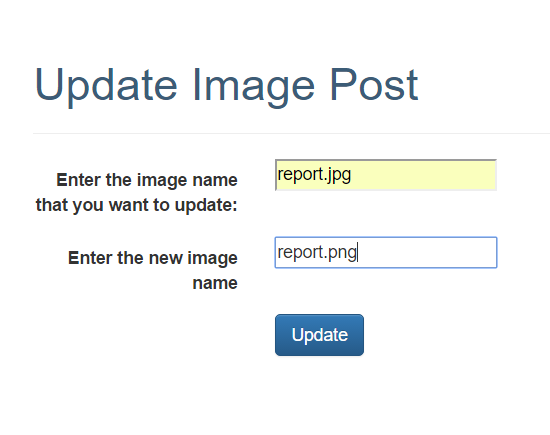 Update Image Post
Enter the image name
that you want to update:
report.jpg
Enter the new image
name
report.png
Update